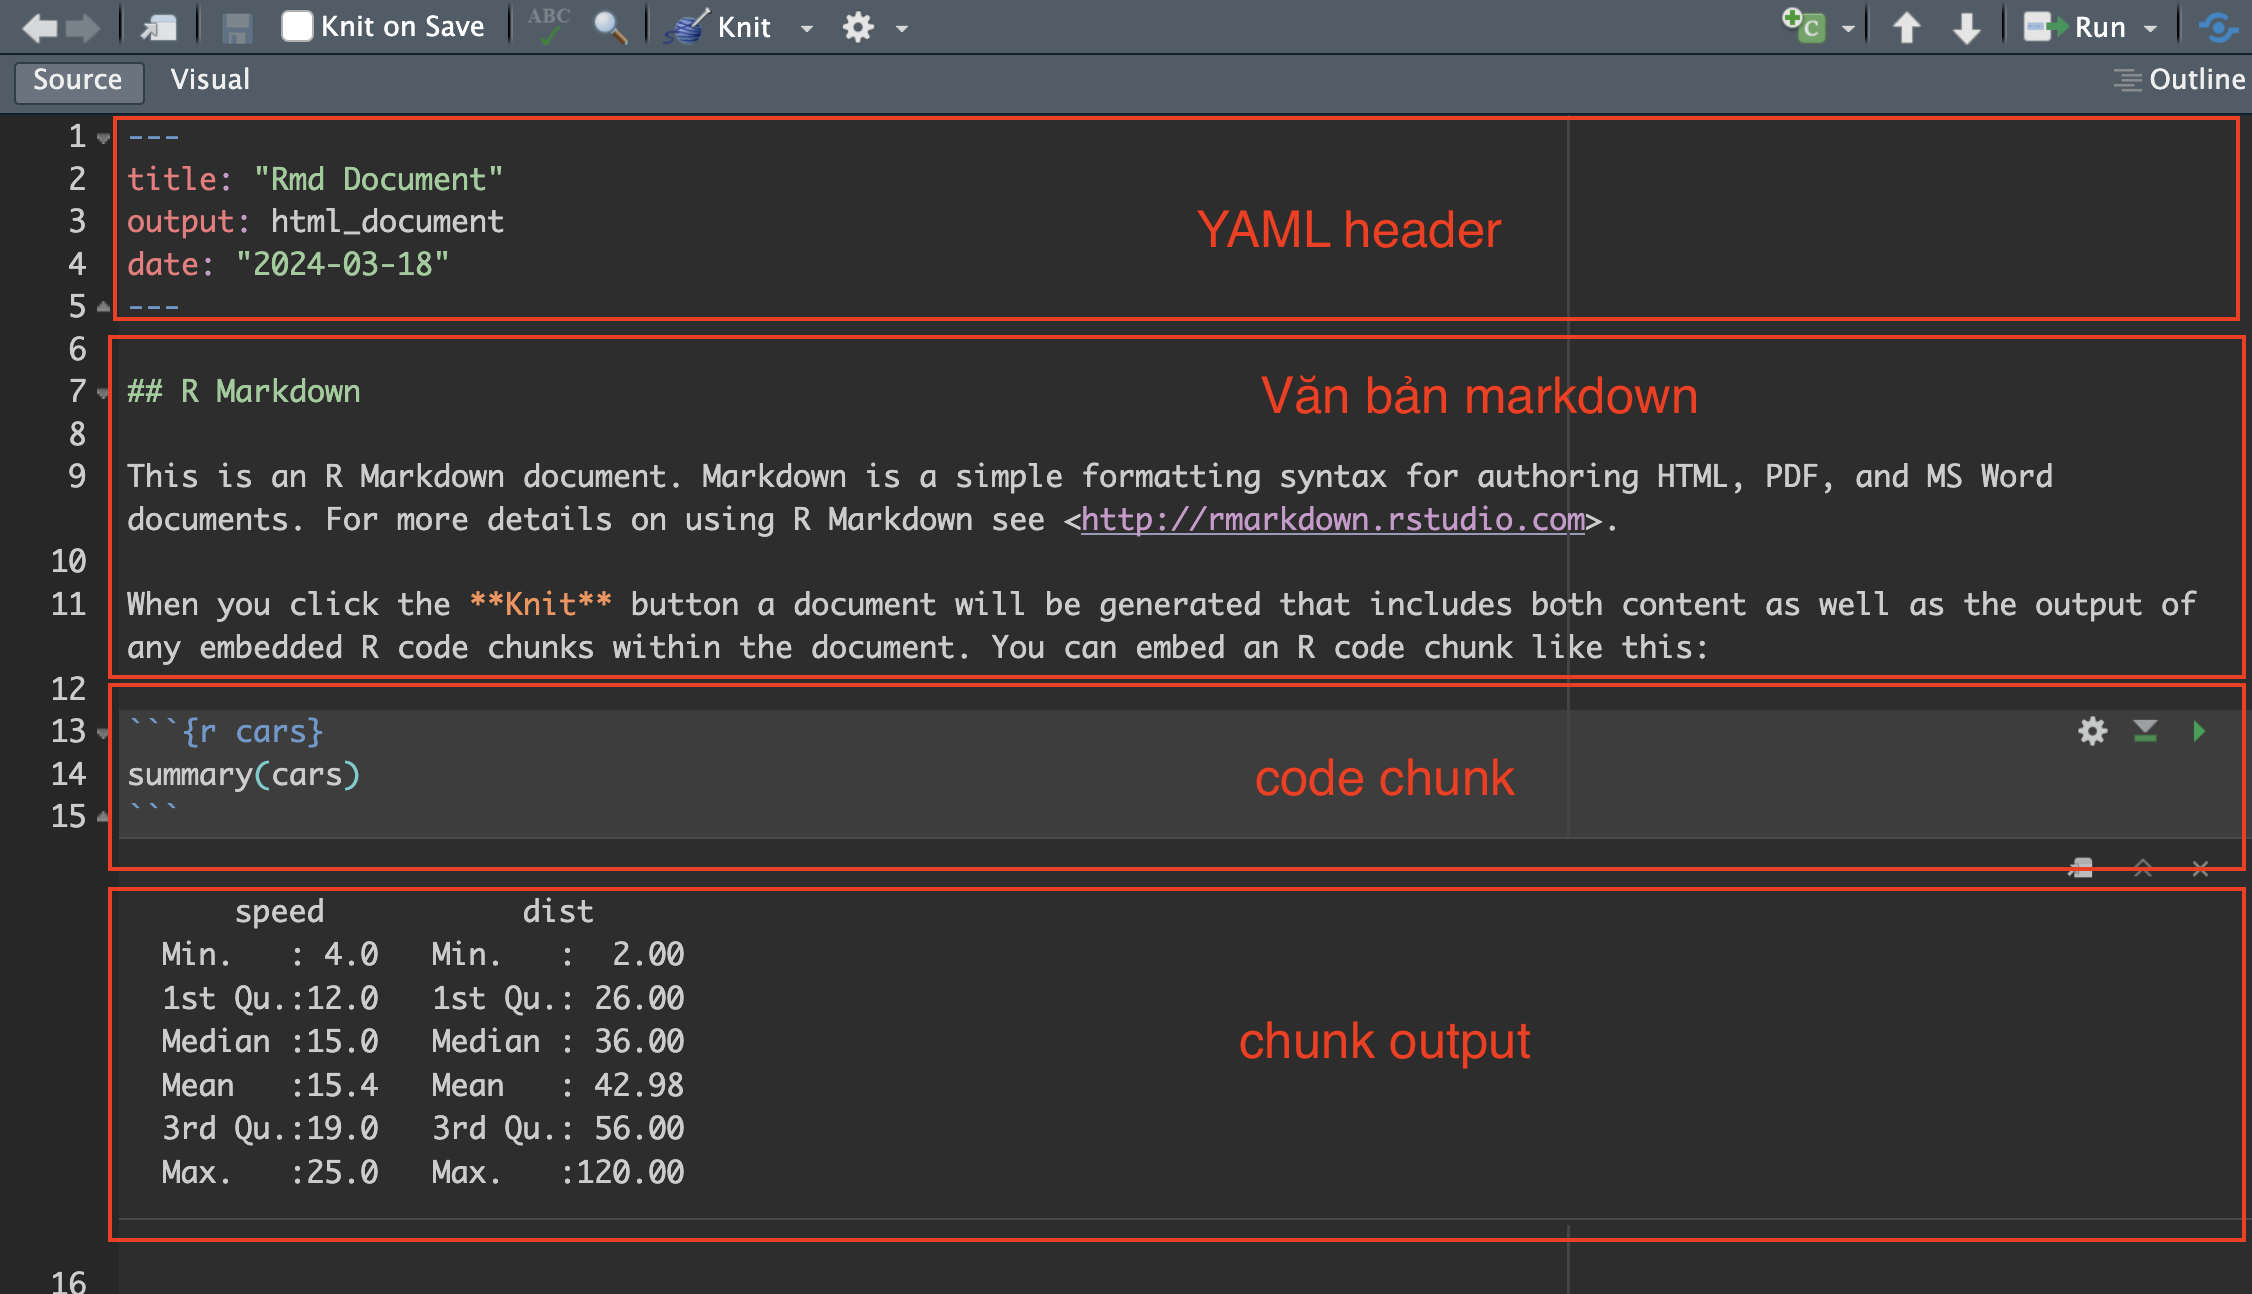 Knit on Save ABC Knit C Run
Source Visual Outline
1 ---
2 title: "Rmd Document"
3 output: html_document
YAML header
4 date: "2024-03-18"
5 ---
6
7 ## R Markdown
Văn bản markdown
8
9 This is an R Markdown document. Markdown is a simple formatting syntax for authoring HTML, PDF, and MS Word
documents. For more details on using R Markdown see <http://rmarkdown.rstudio.com>.
10
11 When you click the **Knit** button a document will be generated that includes both content as well as the output of
any embedded R code chunks within the document. You can embed an R code chunk like this:
12
13 ```{r cars}
14 summary(cars)
code chunk
15 ```
speed dist
Min.   : 4.0   Min.   :  2.00
1st Qu.:12.0   1st Qu.: 26.00
Median :15.0   Median : 36.00
chunk output
Mean   :15.4   Mean   : 42.98
3rd Qu.:19.0   3rd Qu.: 56.00
Max.   :25.0   Max.   :120.00
16